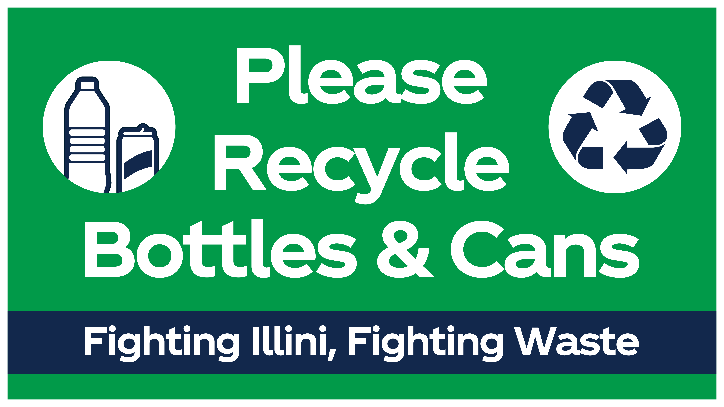 Please
Recycle
Bottles & Cans
Fighting Illini, Fighting Waste